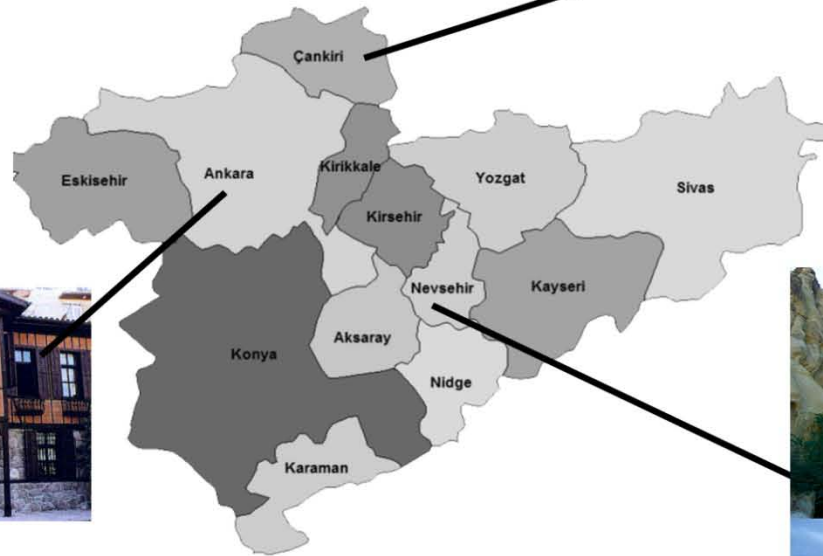 Çankiri
Ankara
Kirikkale
Eskisehir
Yozgat
Sivas
Kirsehir
Nevsehir
Kayseri
Aksaray
Konya
Nidge
Karaman